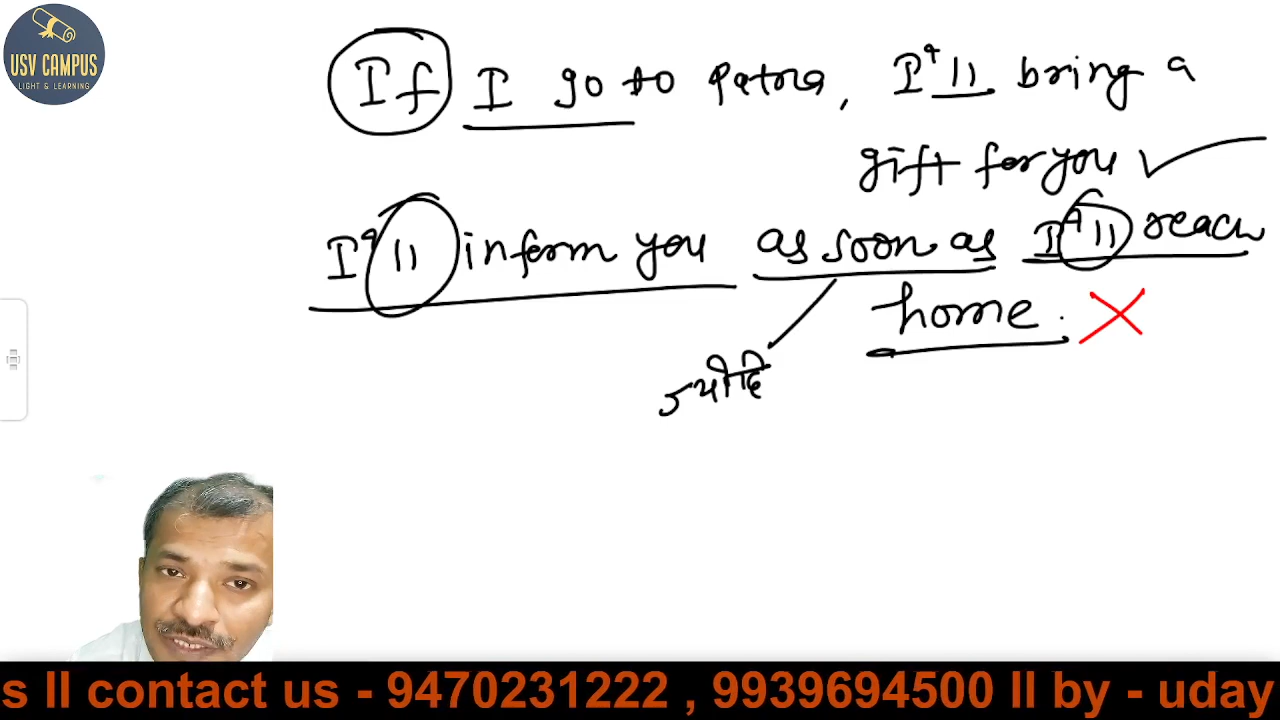 USV CAMPUS
LIGHT & LEARNING
If I go to Patna, I'll bring a
gift for you
I'll inform you as soon as I'll reach
home.
ज्योंहि
s ll contact us - 9470231222 , 9939694500 ll by - uday